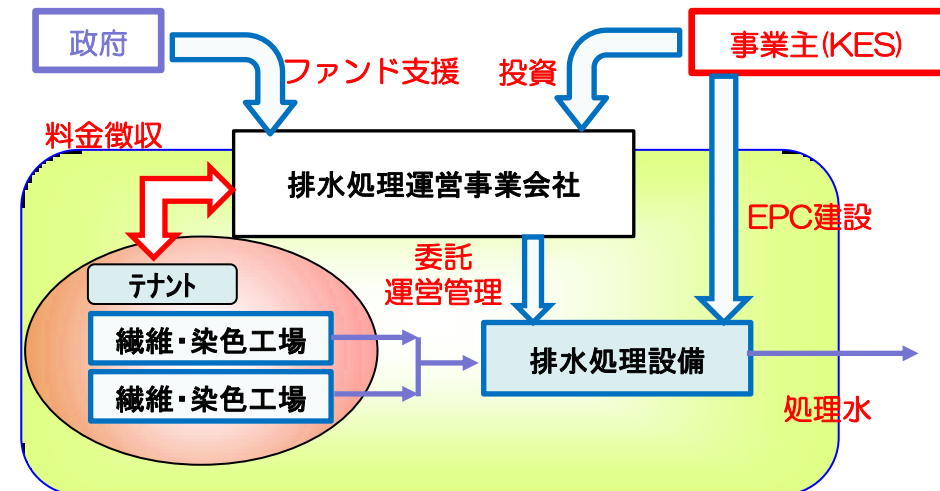 政府
事業主(KES)
ファンド支援
投資
料金徴収
排水処理運営事業会社
EPC建設
委託
運営管理
テナント
繊維・染色工場
排水処理設備
繊維・染色工場
処理水